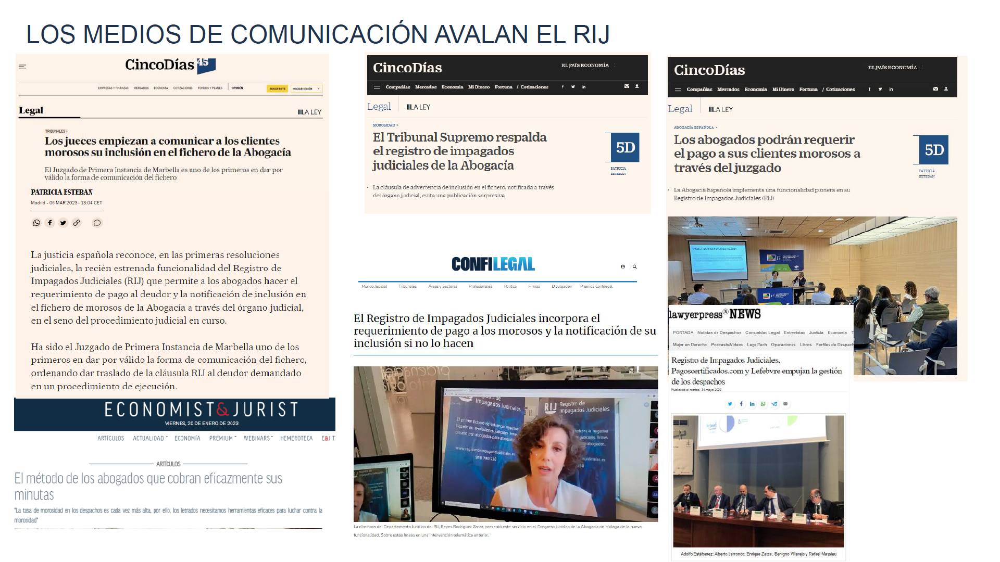 LOS MEDIOS DE COMUNICACIÓN AVALAN EL RIJ
CincoDías 45
EMPRESAS Y FINANZAS MERCADOS ECONOMÍA COTIZACIONES FONDOS Y PLANES OPINIÓN SUSCRÍBETE INICIAR SESIÓN
Legal
LA LEY
TRIBUNALES >
Los jueces empiezan a comunicar a los clientes
morosos su inclusión en el fichero de la Abogacía
El Juzgado de Primera Instancia de Marbella es uno de los primeros en dar por
válido la forma de comunicación del fichero
PATRICIA ESTEBAN
Madrid - 06 MAR 2023 - 13:04 CET
La justicia española reconoce, en las primeras resoluciones
judiciales, la recién estrenada funcionalidad del Registro de
Impagados Judiciales (RIJ) que permite a los abogados hacer el
requerimiento de pago al deudor y la notificación de inclusión en
el fichero de morosos de la Abogacía a través del órgano judicial,
en el seno del procedimiento judicial en curso.
Ha sido el Juzgado de Primera Instancia de Marbella uno de los
primeros en dar por válido la forma de comunicación del fichero,
ordenando dar traslado de la cláusula RIJ al deudor demandado
en un procedimiento de ejecución.
ECONOMIST&JURIST
VIERNES, 20 DE ENERO DE 2023
ARTÍCULOS ACTUALIDAD ECONOMÍA PREMIUM WEBINARS HEMEROTECA E&J T
ARTÍCULOS
El método de los abogados que cobran eficazmente sus
minutas
"La tasa de morosidad en los despachos es cada vez más alta, por ello, los letrados necesitamos herramientas eficaces para luchar contra la
morosidad"
CincoDías
EL PAÍS ECONOMÍA
Compañías Mercados Economía Mi Dinero Fortuna / Cotizaciones
Legal
LA LEY
MOROSIDAD >
El Tribunal Supremo respalda
el registro de impagados
judiciales de la Abogacía
5D
PATRICIA
ESTEBAN
La cláusula de advertencia de inclusión en el fichero, notificada a través
del órgano judicial, evita una publicación sorpresiva
CONFILEGAL
Mundo Judicial Tribunales Áreas y Sectores Profesionales Política Firmas Divulgación Premios Confilegal
El Registro de Impagados Judiciales incorpora el
requerimiento de pago a los morosos y la notificación de su
inclusión si no lo hacen
Impagados Judiciales
RIJ Registro de
Impagados Judiciales
El primer fichero de solvencia negativa
basado en resoluciones judiciales firmes
creado por abogados para abogados.
www.registrodeimpagadosjudiciales.es
910 780 730
solvencia negativa
judiciales firmes
abogados.
La directora del Departamento Jurídico del RIJ, Reyes Rodríguez Zarza, presentó este servicio en el Congreso Jurídico de la Abogacía de Málaga de la nueva
funcionalidad. Sobre estas líneas en una intervención telemática anterior.
CincoDías
EL PAÍS ECONOMÍA
Compañías Mercados Economía Mi Dinero Fortuna / Cotizaciones
Legal
LA LEY
ABOGACÍA ESPAÑOLA >
Los abogados podrán requerir
el pago a sus clientes morosos a
través del juzgado
5D
PATRICIA
ESTEBAN
La Abogacía Española implementa una funcionalidad pionera en su
Registro de Impagados Judiciales (RIJ)
17
lawyerpress® NEWS
PORTADA Noticias de Despachos Comunidad Legal Entrevistas Justicia Economía T
Mujer en Derecho Podcasts/Videos LegalTech Operaciones Libros Perfiles de Despach
Registro de Impagados Judiciales,
Pagoscertificados.com y Lefebvre empujan la gestión
de los despachos
Publicado el martes, 31 mayo 2022
Adolfo Estébanez; Alberto Larrondo; Enrique Zarza; Benigno Villarejo y Rafael Massieu